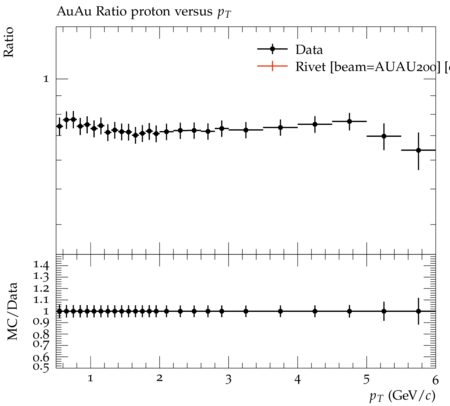 AuAu Ratio proton versus pT
Ratio
1
Data
Rivet [beam=AUAU200] [
MC/Data
1.4
1.3
1.2
1.1
1
0.9
0.8
0.7
0.6
0.5
1 2 3 4 5 6
pT (GeV/c)